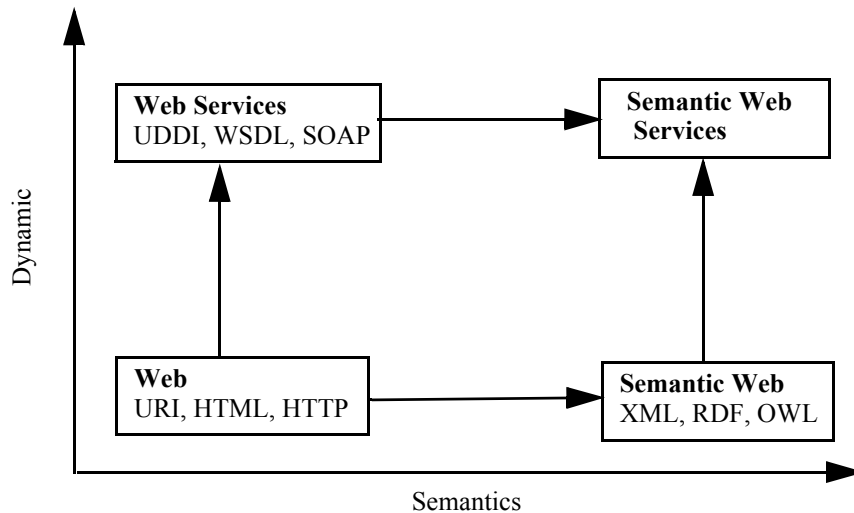 Web Services
UDDI, WSDL, SOAP
Semantic Web
Services
Dynamic
Web
URI, HTML, HTTP
Semantic Web
XML, RDF, OWL
Semantics